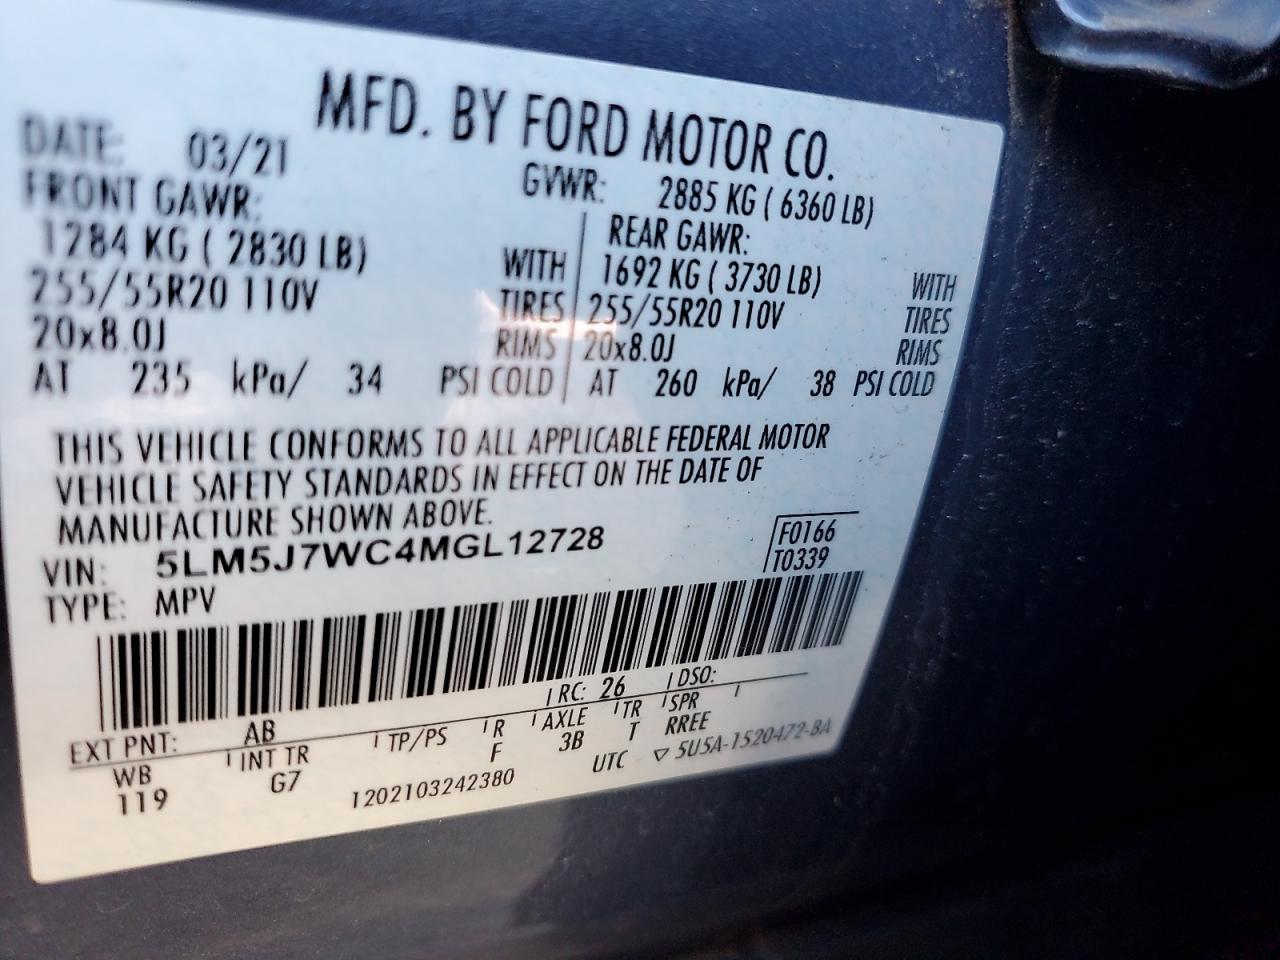 MFD. BY FORD MOTOR CO.
DATE: 03/21 GVWR: 2885 KG ( 6360 LB)
FRONT GAWR: REAR GAWR:
1284 KG ( 2830 LB) WITH 1692 KG ( 3730 LB) WITH
255/55R20 110V TIRES 255/55R20 110V TIRES
20x8.0J RIMS 20x8.0J RIMS
AT 235 kPa/ 34 PSI COLD AT 260 kPa/ 38 PSI COLD
THIS VEHICLE CONFORMS TO ALL APPLICABLE FEDERAL MOTOR
VEHICLE SAFETY STANDARDS IN EFFECT ON THE DATE OF
MANUFACTURE SHOWN ABOVE.
VIN: 5LM5J7WC4MGL12728 F0166
TYPE: MPV T0339
EXT PNT: AB RC: 26 DSO:
WB INT TR TP/PS R AXLE TR SPR
119 G7 F 3B T RREE
1202103242380 UTC ▽ 5U5A-1520472-BA